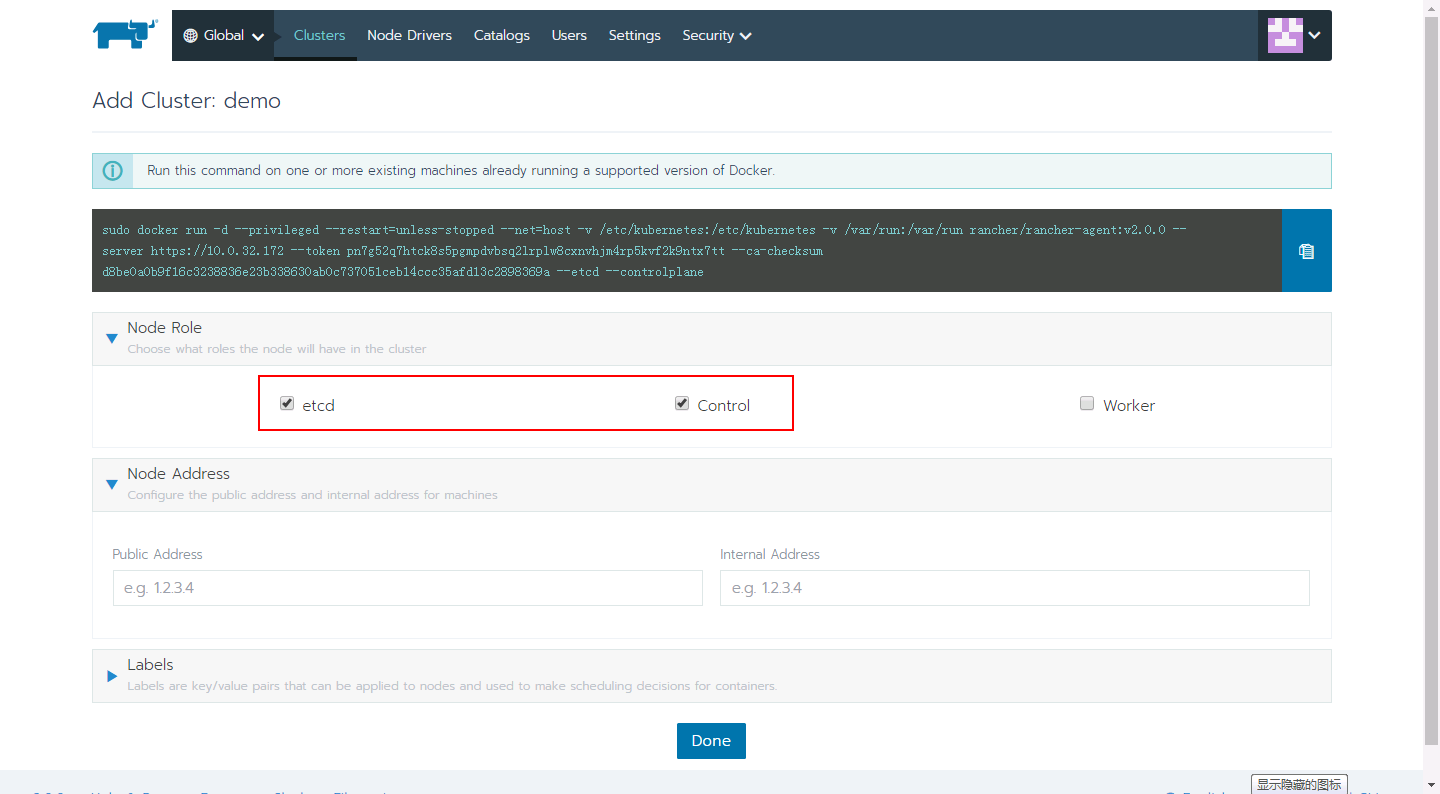 Global Clusters Node Drivers Catalogs Users Settings Security
Add Cluster: demo
Run this command on one or more existing machines already running a supported version of Docker.
sudo docker run -d --privileged --restart=unless-stopped --net=host -v /etc/kubernetes:/etc/kubernetes -v /var/run:/var/run rancher/rancher-agent:v2.0.0 --
server https://10.0.32.172 --token pn7g52q7htck8s5pgmpdvbsq2lrplw8cxnvhjm4rp5kvf2k9ntx7tt --ca-checksum
d8be0a0b9f16c3238836e23b338630ab0c737051ceb14ccc35afd13c2898369a --etcd --controlplane
Node Role
Choose what roles the node will have in the cluster
etcd Control Worker
Node Address
Configure the public address and internal address for machines
Public Address Internal Address
e.g. 1.2.3.4 e.g. 1.2.3.4
Labels
Labels are key/value pairs that can be applied to nodes and used to make scheduling decisions for containers.
Done
显示隐藏的图标